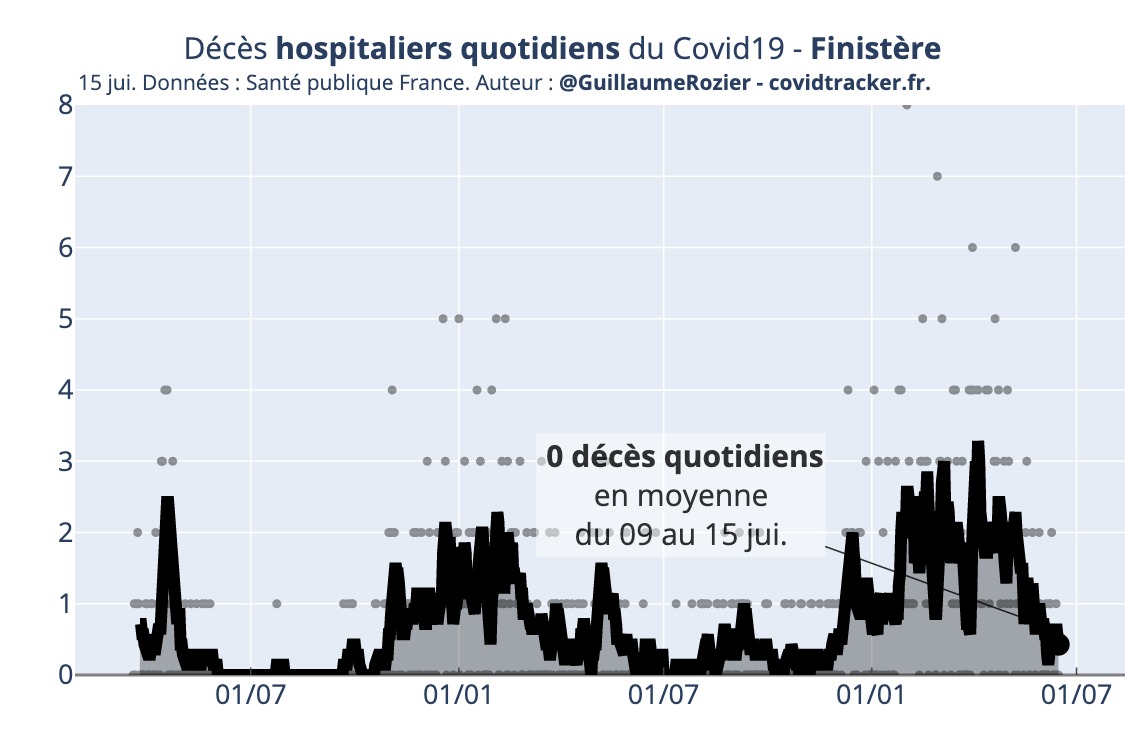 Décès hospitaliers quotidiens du Covid19 - Finistère
15 jui. Données : Santé publique France. Auteur : @GuillaumeRozier - covidtracker.fr.
8
7
6
5
4
3
2
1
0
0 décès quotidiens
en moyenne
du 09 au 15 jui.
01/07 01/01 01/07 01/01 01/07